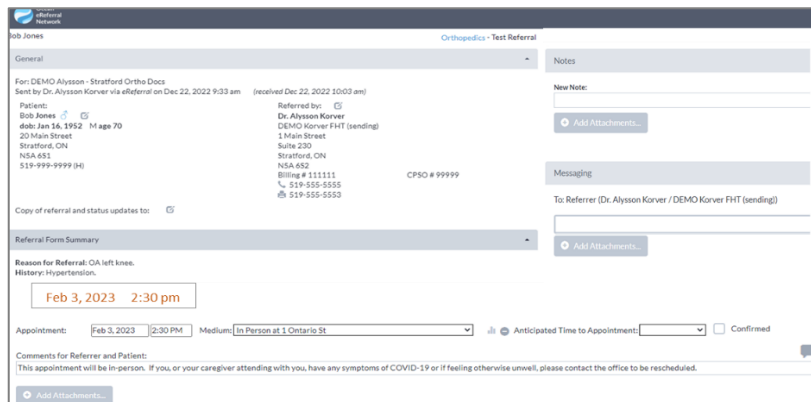 Ocean
eReferral
Network
Bob Jones
Orthopedics - Test Referral
General
For: DEMO Alysson - Stratford Ortho Docs
Sent by Dr. Alysson Korver via eReferral on Dec 22, 2022 9:33 am (received Dec 22, 2022 10:03 am)
Patient:
Bob Jones
dob: Jan 16, 1952 M age 70
20 Main Street
Stratford, ON
N5A 6S1
519-999-9999 (H)
Referred by:
Dr. Alysson Korver
DEMO Korver FHT (sending)
1 Main Street
Suite 230
Stratford, ON
N5A 6S2
Billing # 111111 CPSO # 99999
519-555-5555
519-555-5553
Copy of referral and status updates to:
Notes
New Note:
Add Attachments...
Messaging
To: Referrer (Dr. Alysson Korver / DEMO Korver FHT (sending))
Add Attachments...
Referral Form Summary
Reason for Referral: OA left knee.
History: Hypertension.
Feb 3, 2023 2:30 pm
Appointment: Feb 3, 2023 2:30 PM Medium: In Person at 1 Ontario St Anticipated Time to Appointment: Confirmed
Comments for Referrer and Patient:
This appointment will be in-person. If you, or your caregiver attending with you, have any symptoms of COVID-19 or if feeling otherwise unwell, please contact the office to be rescheduled.
Add Attachments...